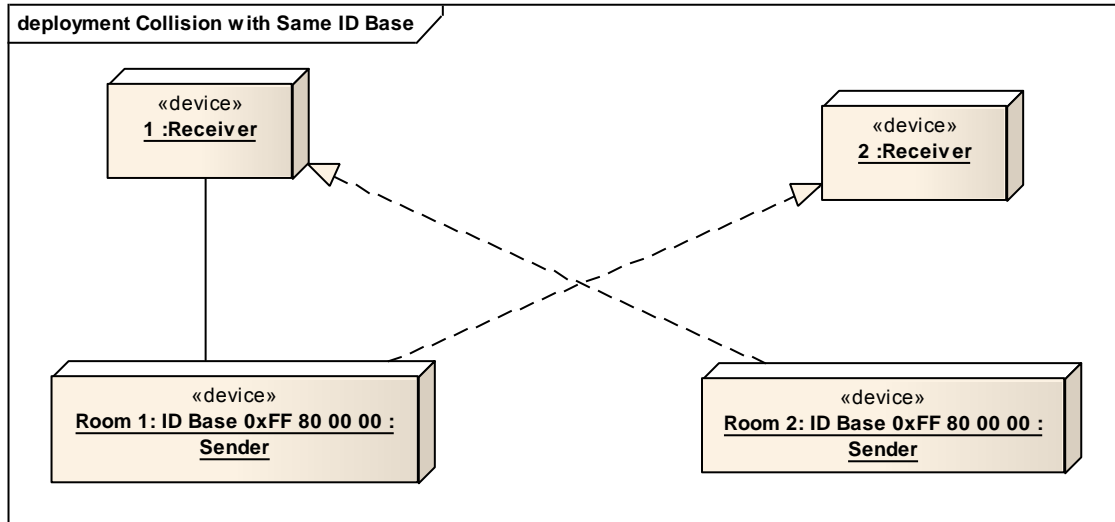 deployment Collision with Same ID Base
«device»
1 :Receiver
«device»
2 :Receiver
«device»
Room 1: ID Base 0xFF 80 00 00 :
Sender
«device»
Room 2: ID Base 0xFF 80 00 00 :
Sender